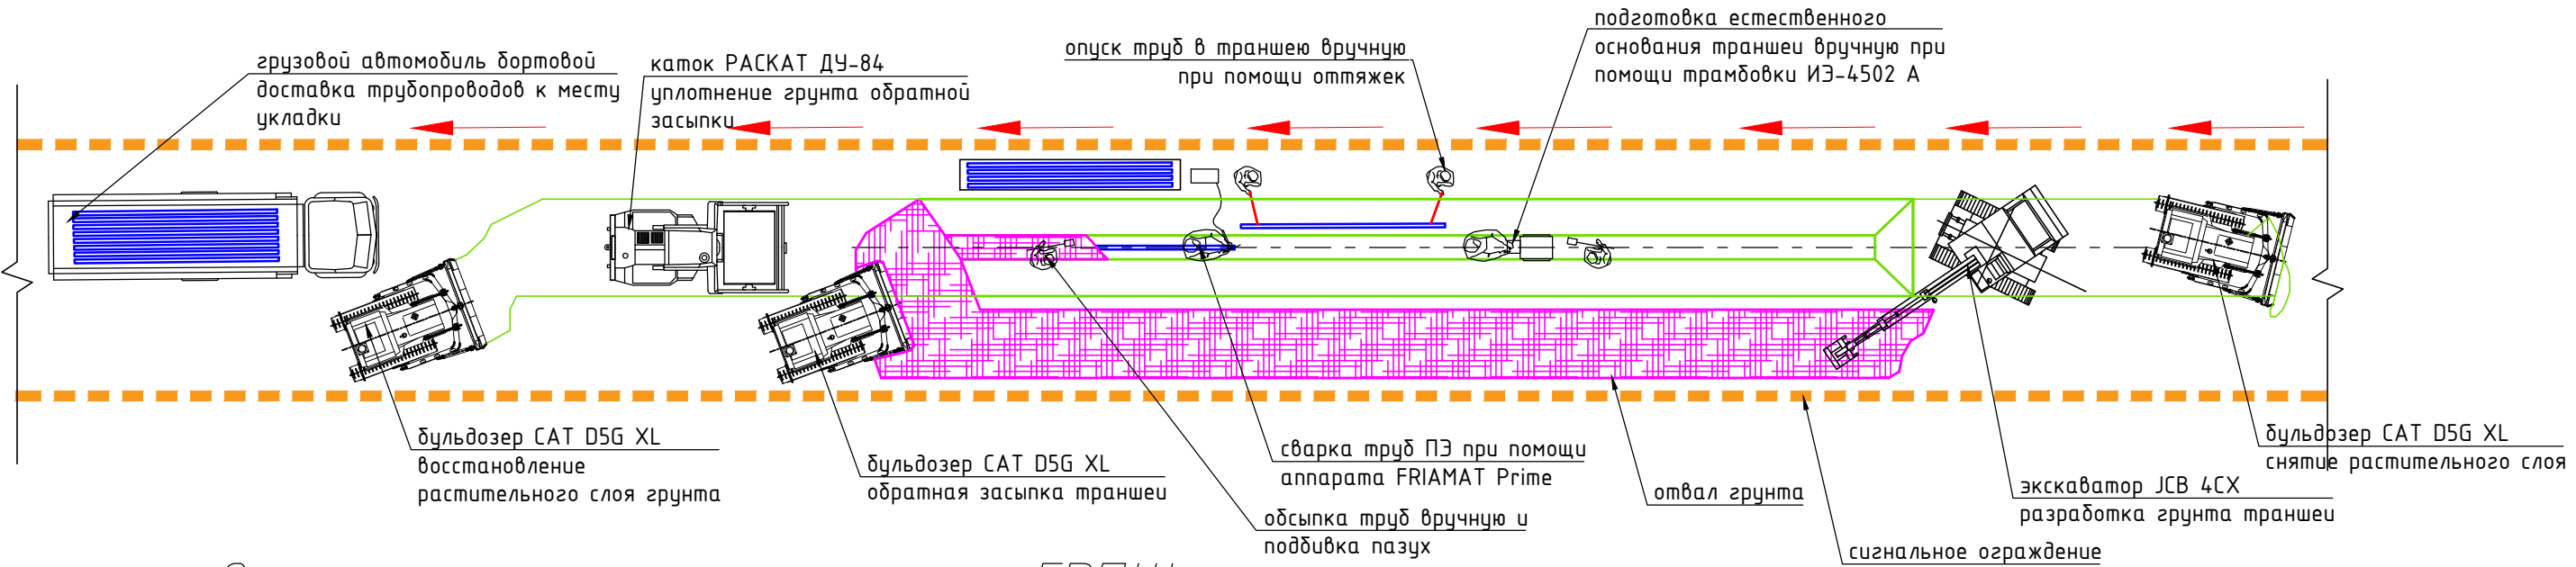 грузовой автомобиль бортовой
доставка трубопроводов к месту
укладки
каток РАСКАТ ДУ-84
уплотнение грунта обратной
засыпки
опуск труб в траншею вручную
при помощи оттяжек
подготовка естественного
основания траншеи вручную при
помощи трамбовки ИЭ-4502 А
бульдозер CAT D5G XL
восстановление
растительного слоя грунта
бульдозер CAT D5G XL
обратная засыпка траншеи
обсыпка труб вручную и
подбивка пазух
сварка труб ПЭ при помощи
аппарата FRIAMAT Prime
отвал грунта
сигнальное ограждение
экскаватор JCB 4CX
разработка грунта траншеи
бульдозер CAT D5G XL
снятие растительного слоя